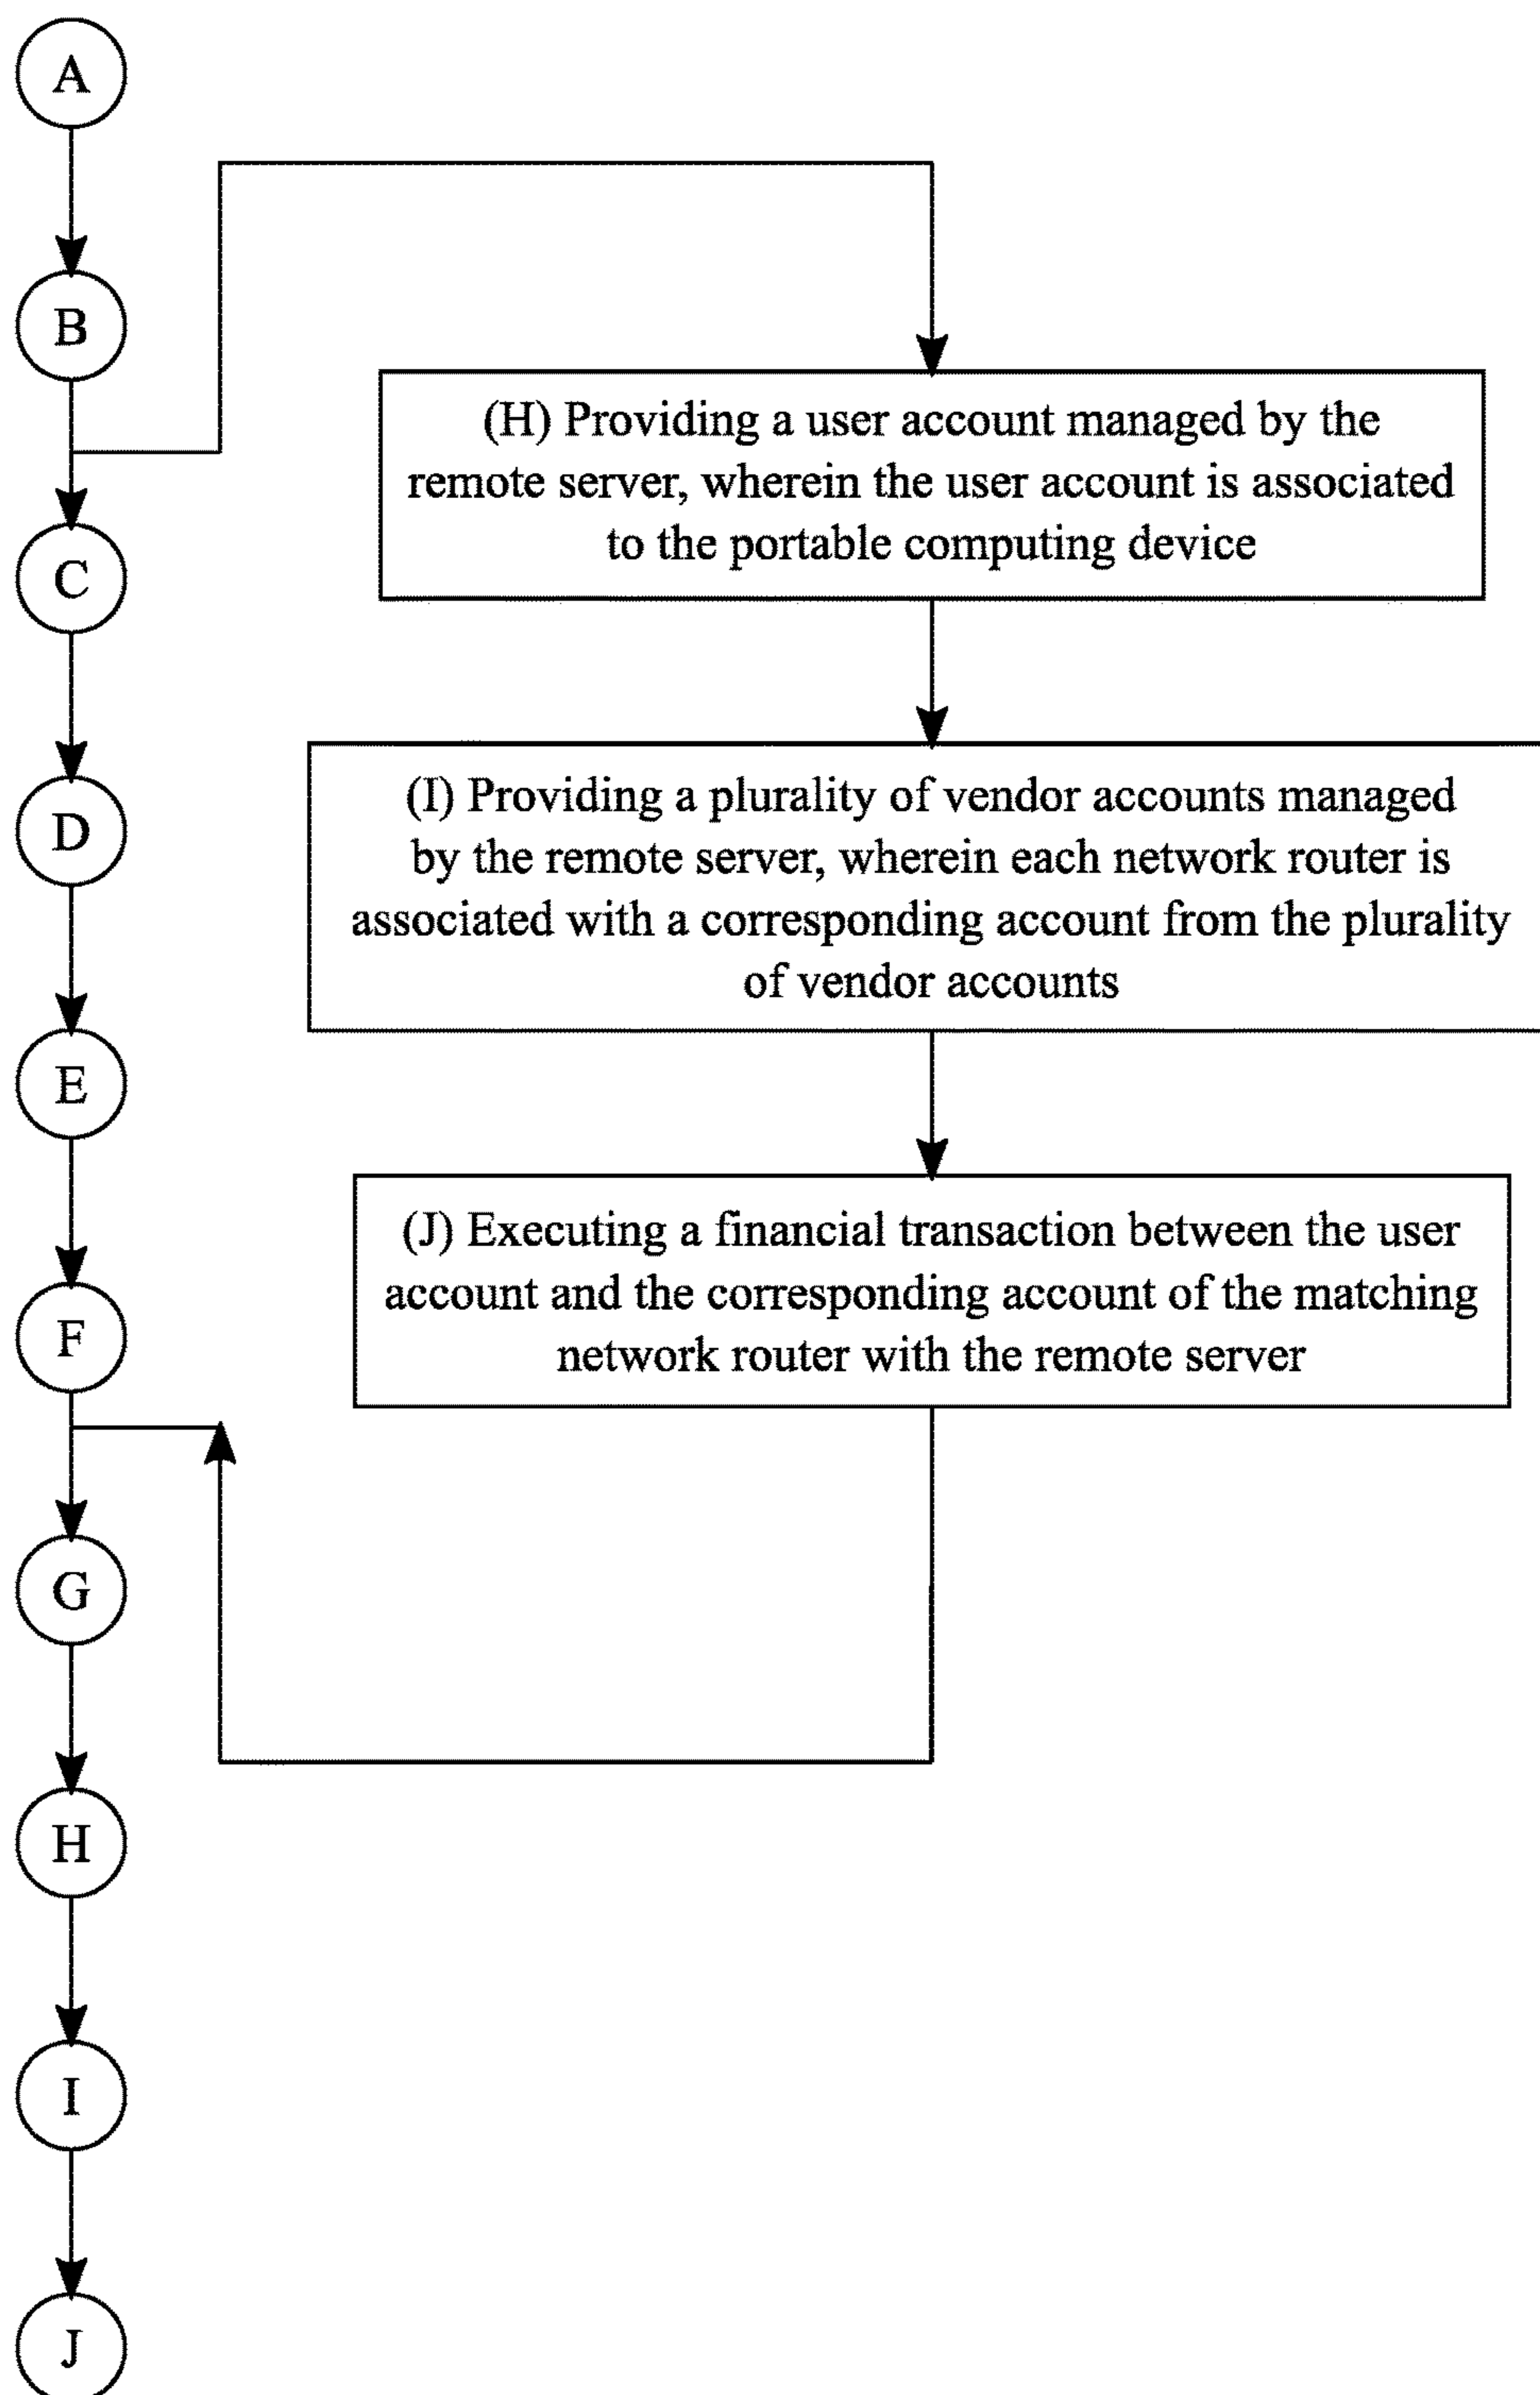 A
B
C
D
E
F
G
H
I
J
(H) Providing a user account managed by the
remote server, wherein the user account is associated
to the portable computing device
(I) Providing a plurality of vendor accounts managed
by the remote server, wherein each network router is
associated with a corresponding account from the plurality
of vendor accounts
(J) Executing a financial transaction between the user
account and the corresponding account of the matching
network router with the remote server